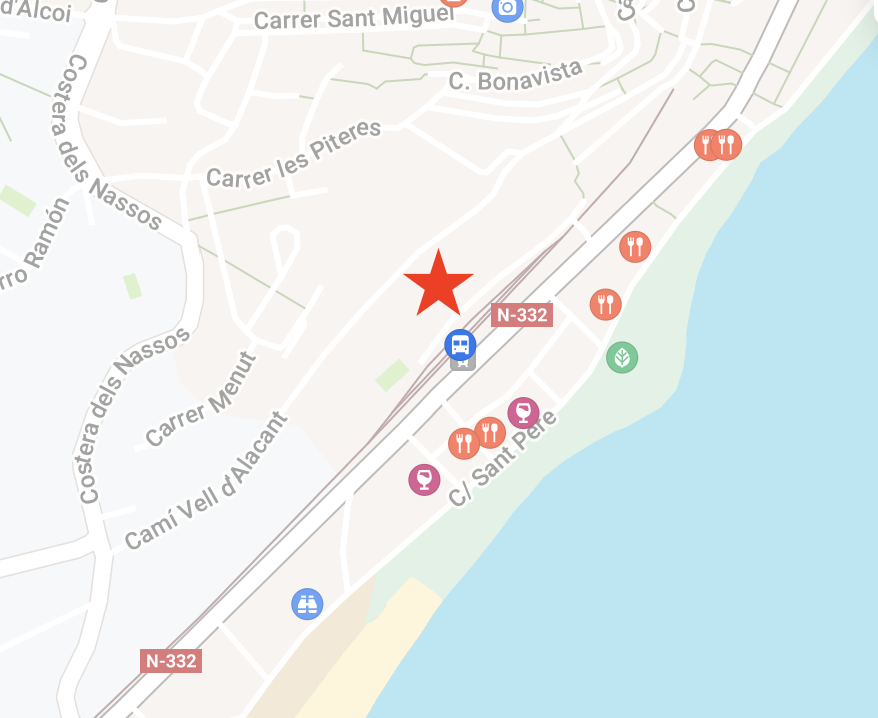 d'Alcoi
Carrer Sant Miguel
C. Bonavista
Costera dels Nassos
Carrer les Piteres
rro Ramón
N-332
Costera dels Nassos
Carrer Menut
C/ Sant Pere
Camí Vell d'Alacant
N-332